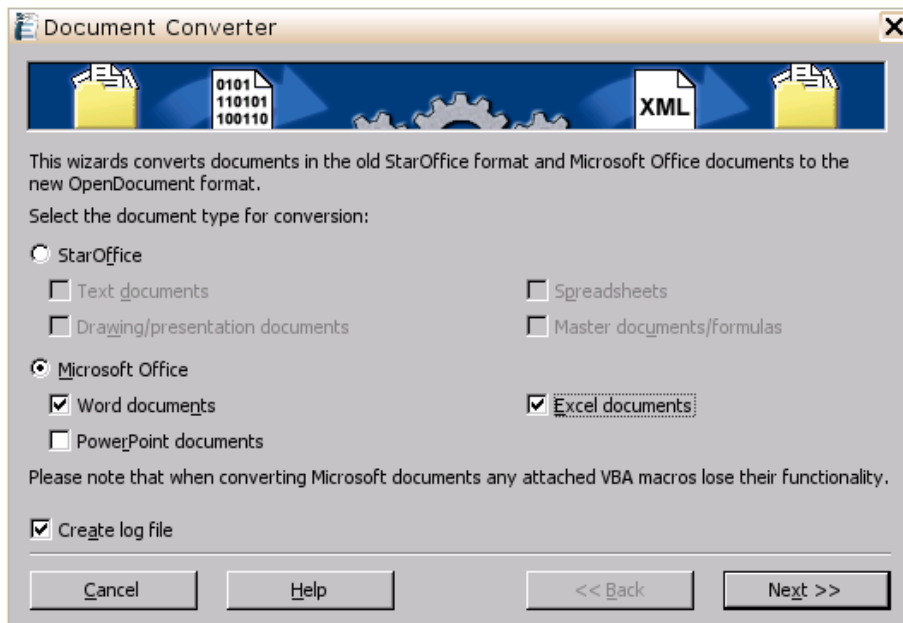 Document Converter
0101
110101
100110
XML
This wizards converts documents in the old StarOffice format and Microsoft Office documents to the
new OpenDocument format.
Select the document type for conversion:
StarOffice
Text documents
Spreadsheets
Drawing/presentation documents
Master documents/formulas
Microsoft Office
Word documents
Excel documents
PowerPoint documents
Please note that when converting Microsoft documents any attached VBA macros lose their functionality.
Create log file
Cancel
Help
<< Back
Next >>